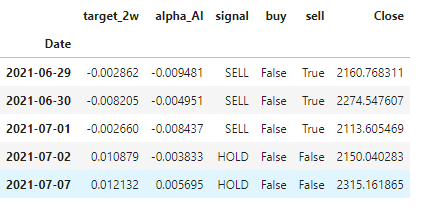 target_2w alpha_AI signal buy sell Close
Date
2021-06-29 -0.002862 -0.009481 SELL False True 2160.768311
2021-06-30 -0.008205 -0.004951 SELL False True 2274.547607
2021-07-01 -0.002660 -0.008437 SELL False True 2113.605469
2021-07-02 0.010879 -0.003833 HOLD False False 2150.040283
2021-07-07 0.012132 0.005695 HOLD False False 2315.161865